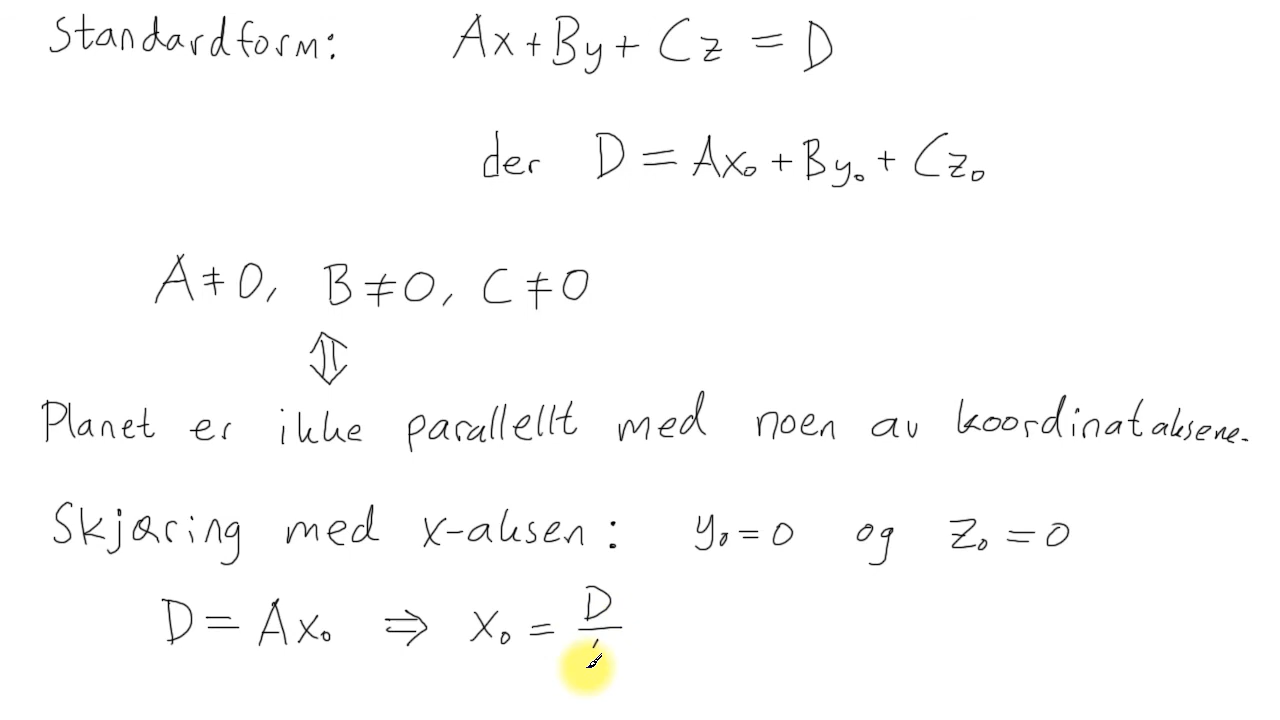 Standardform: Ax + By + Cz = D
der D = Ax₀ + By₀ + Cz₀
A ≠ 0, B ≠ 0, C ≠ 0
⇕
Planet er ikke parallellt med noen av koordinataksene.
Skjæring med x-aksen: y₀ = 0 og z₀ = 0
D = Ax₀ ⇒ x₀ = D/